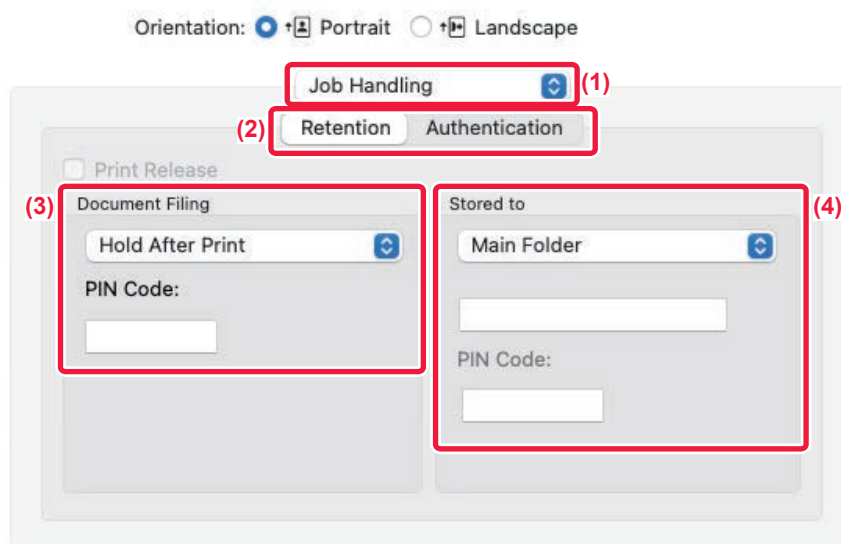 Orientation: Portrait Landscape
Job Handling (1)
(2) Retention Authentication
Print Release
(3) Document Filing Stored to (4)
Hold After Print Main Folder
PIN Code:
PIN Code: